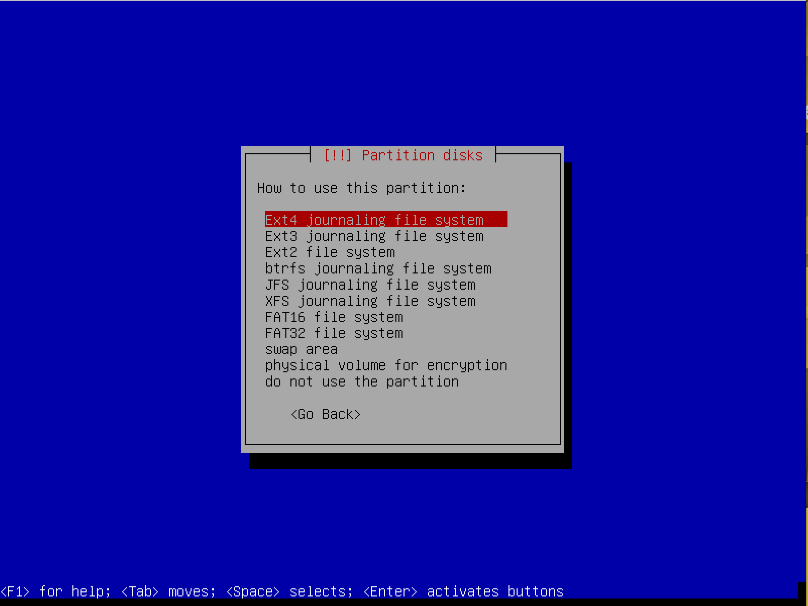 [!!] Partition disks
How to use this partition:
Ext4 journaling file system
Ext3 journaling file system
Ext2 file system
btrfs journaling file system
JFS journaling file system
XFS journaling file system
FAT16 file system
FAT32 file system
swap area
physical volume for encryption
do not use the partition
<Go Back>
<F1> for help; <Tab> moves; <Space> selects; <Enter> activates buttons